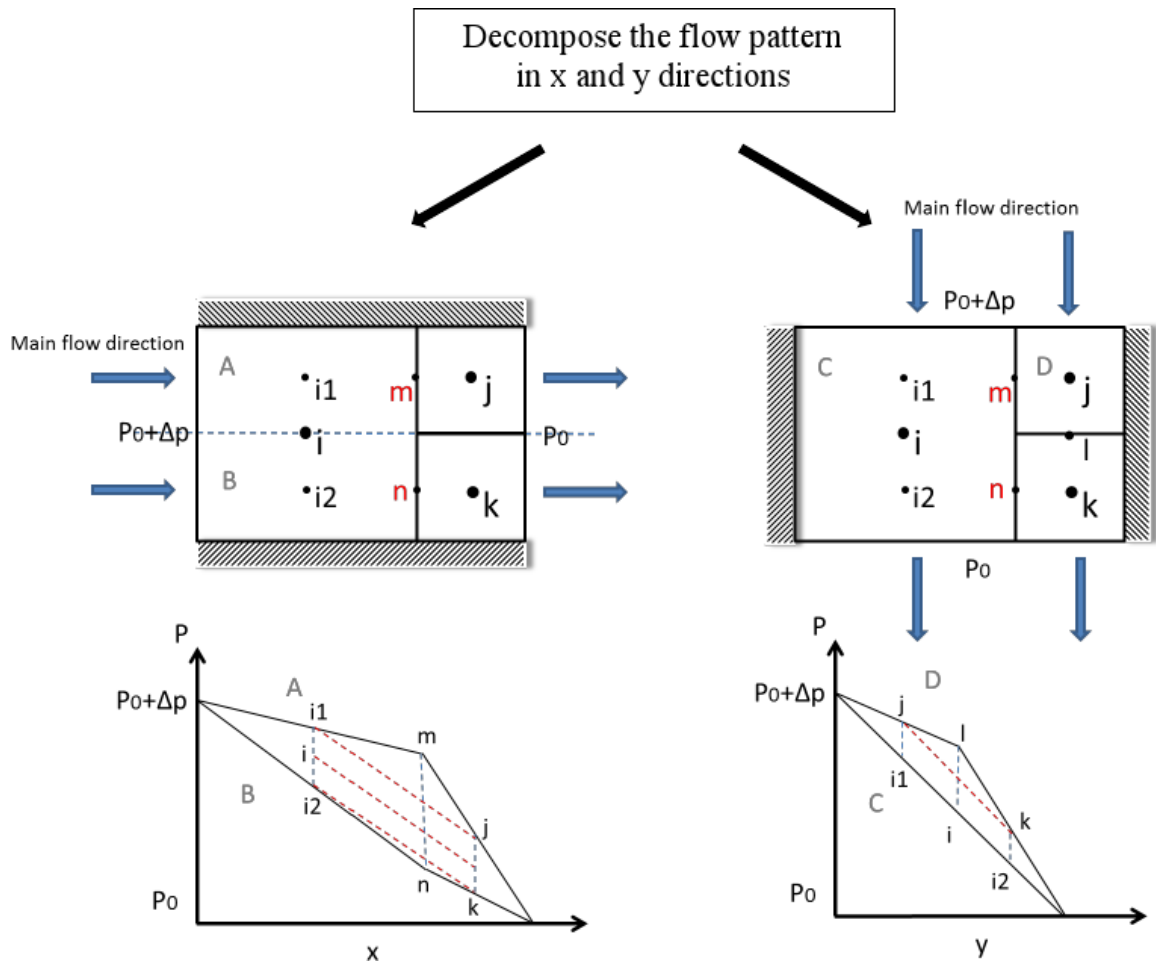 Decompose the flow pattern
in x and y directions
Main flow direction
P0+Δp
Main flow direction
A
i1
m
j
P0+Δp
i
P0
B
i2
n
k
C
i1
m
D
j
i
l
i2
n
k
P0
P
P0+Δp
A
i1
m
i
B
i2
j
n
k
P0
x
P
P0+Δp
D
j
l
i1
C
i
k
i2
P0
y